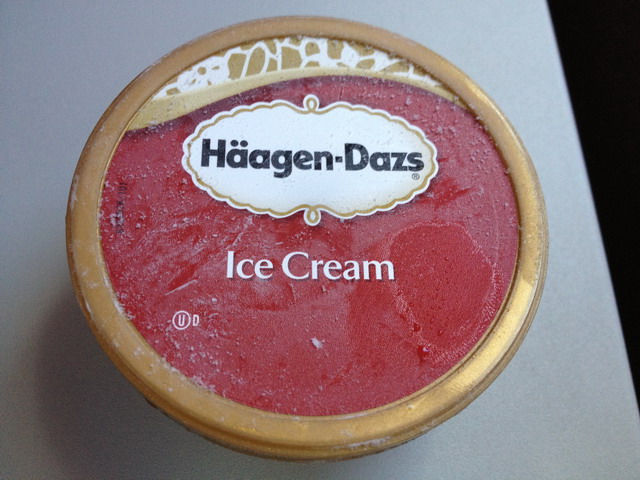 Häagen-Dazs®
Ice Cream
Ⓤ D